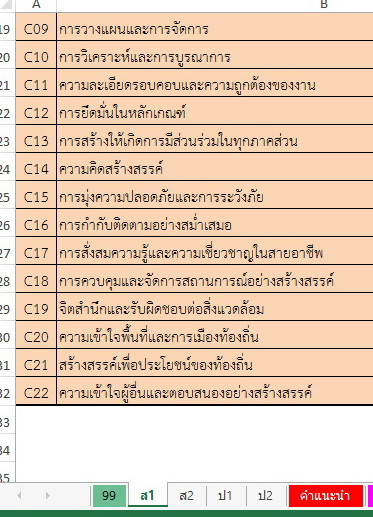 A B
19 C09 การวางแผนและการจัดการ
20 C10 การวิเคราะห์และการบูรณาการ
21 C11 ความละเอียดรอบคอบและความถูกต้องของงาน
22 C12 การยึดมั่นในหลักเกณฑ์
23 C13 การสร้างให้เกิดการมีส่วนร่วมในทุกภาคส่วน
24 C14 ความคิดสร้างสรรค์
25 C15 การมุ่งความปลอดภัยและการระวังภัย
26 C16 การกำกับติดตามอย่างสม่ำเสมอ
27 C17 การสั่งสมความรู้และความเชี่ยวชาญในสายอาชีพ
28 C18 การควบคุมและจัดการสถานการณ์อย่างสร้างสรรค์
29 C19 จิตสำนึกและรับผิดชอบต่อสิ่งแวดล้อม
30 C20 ความเข้าใจพื้นที่และการเมืองท้องถิ่น
31 C21 สร้างสรรค์เพื่อประโยชน์ของท้องถิ่น
32 C22 ความเข้าใจผู้อื่นและตอบสนองอย่างสร้างสรรค์
33
34
35
99 ส1 ส2 ป1 ป2 คำแนะนำ